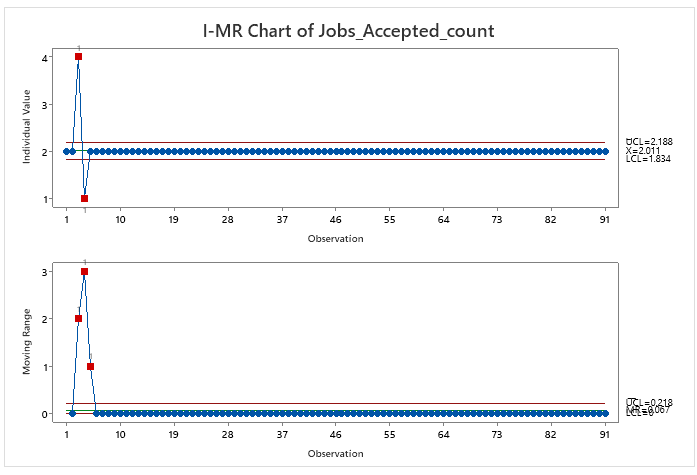 I-MR Chart of Jobs_Accepted_count
1
4
3
2
1
Individual Value
UCL=2.188
X̄=2.011
LCL=1.834
1
1 10 19 28 37 46 55 64 73 82 91
Observation
1
3
2
1
0
Moving Range
1
1
UCL=0.218
M̅R̅=0.067
LCL=0
1 10 19 28 37 46 55 64 73 82 91
Observation